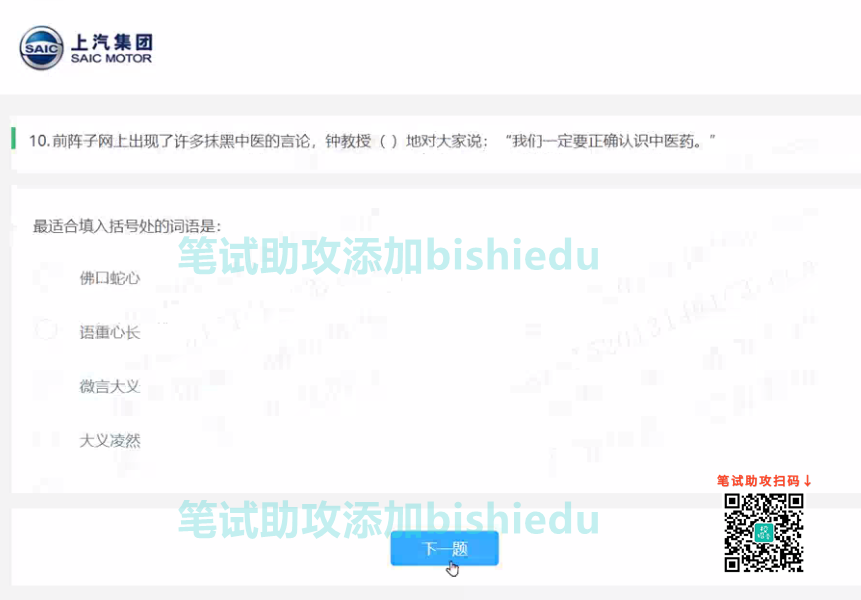 SAIC
上汽集团
SAIC MOTOR
10.前阵子网上出现了许多抹黑中医的言论，钟教授（ ）地对大家说：“我们一定要正确认识中医药。”
最适合填入括号处的词语是：
笔试助攻添加bishiedu
佛口蛇心
语重心长
微言大义
大义凌然
笔试助攻扫码↓
笔试助攻添加bishiedu
下一题